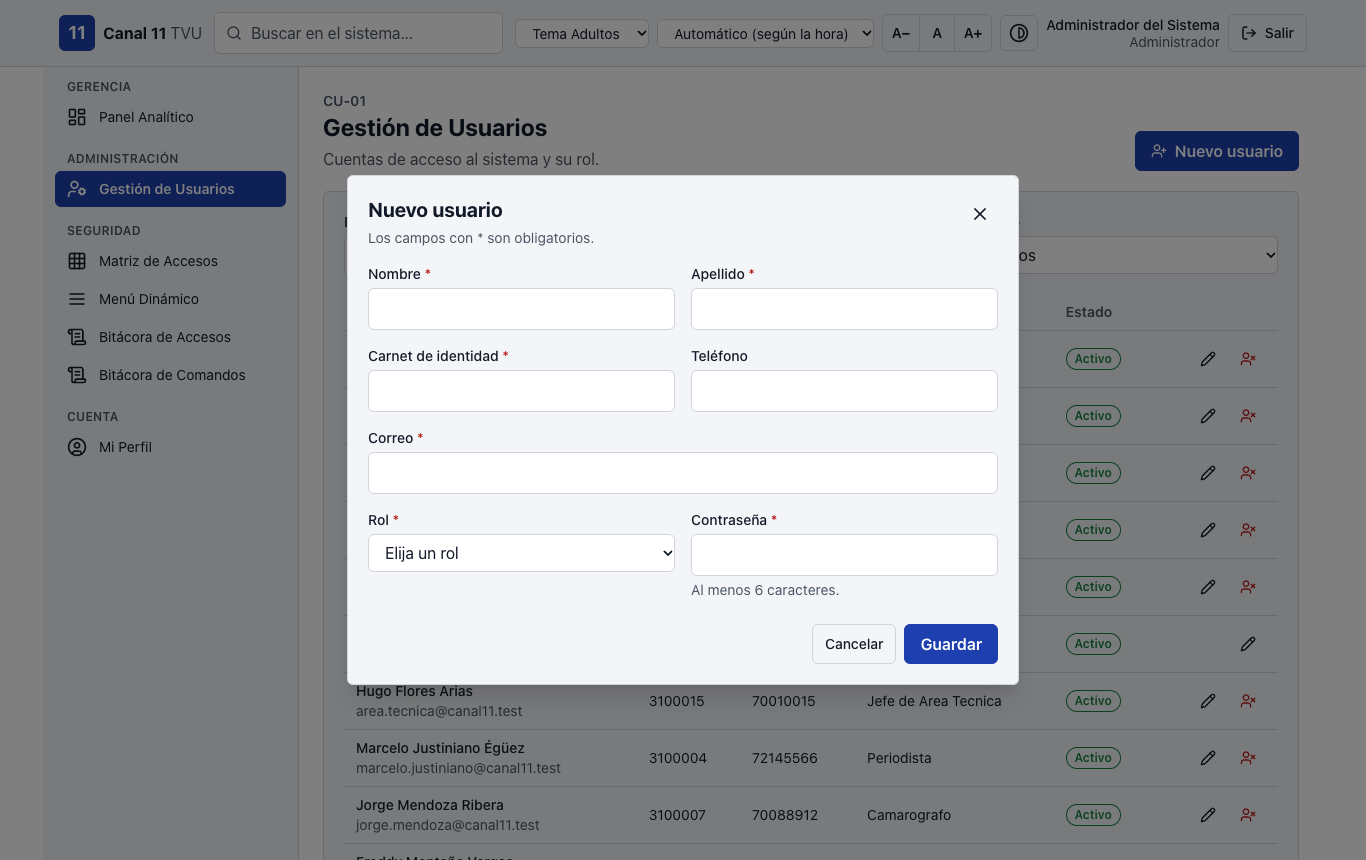 11 Canal 11 TVU
Buscar en el sistema...
Tema Adultos
Automático (según la hora)
A− A A+
Administrador del Sistema
Administrador
Salir
GERENCIA
Panel Analítico
ADMINISTRACIÓN
Gestión de Usuarios
SEGURIDAD
Matriz de Accesos
Menú Dinámico
Bitácora de Accesos
Bitácora de Comandos
CUENTA
Mi Perfil
CU-01
Gestión de Usuarios
Cuentas de acceso al sistema y su rol.
Nuevo usuario
Nuevo usuario
Los campos con * son obligatorios.
Nombre * Apellido *
Carnet de identidad * Teléfono
Correo *
Rol * Contraseña *
Elija un rol
Al menos 6 caracteres.
Cancelar Guardar
Estado
Activo
Activo
Activo
Activo
Activo
Activo
Hugo Flores Arias
area.tecnica@canal11.test
3100015 70010015 Jefe de Area Tecnica Activo
Marcelo Justiniano Égüez
marcelo.justiniano@canal11.test
3100004 72145566 Periodista Activo
Jorge Mendoza Ribera
jorge.mendoza@canal11.test
3100007 70088912 Camarografo Activo